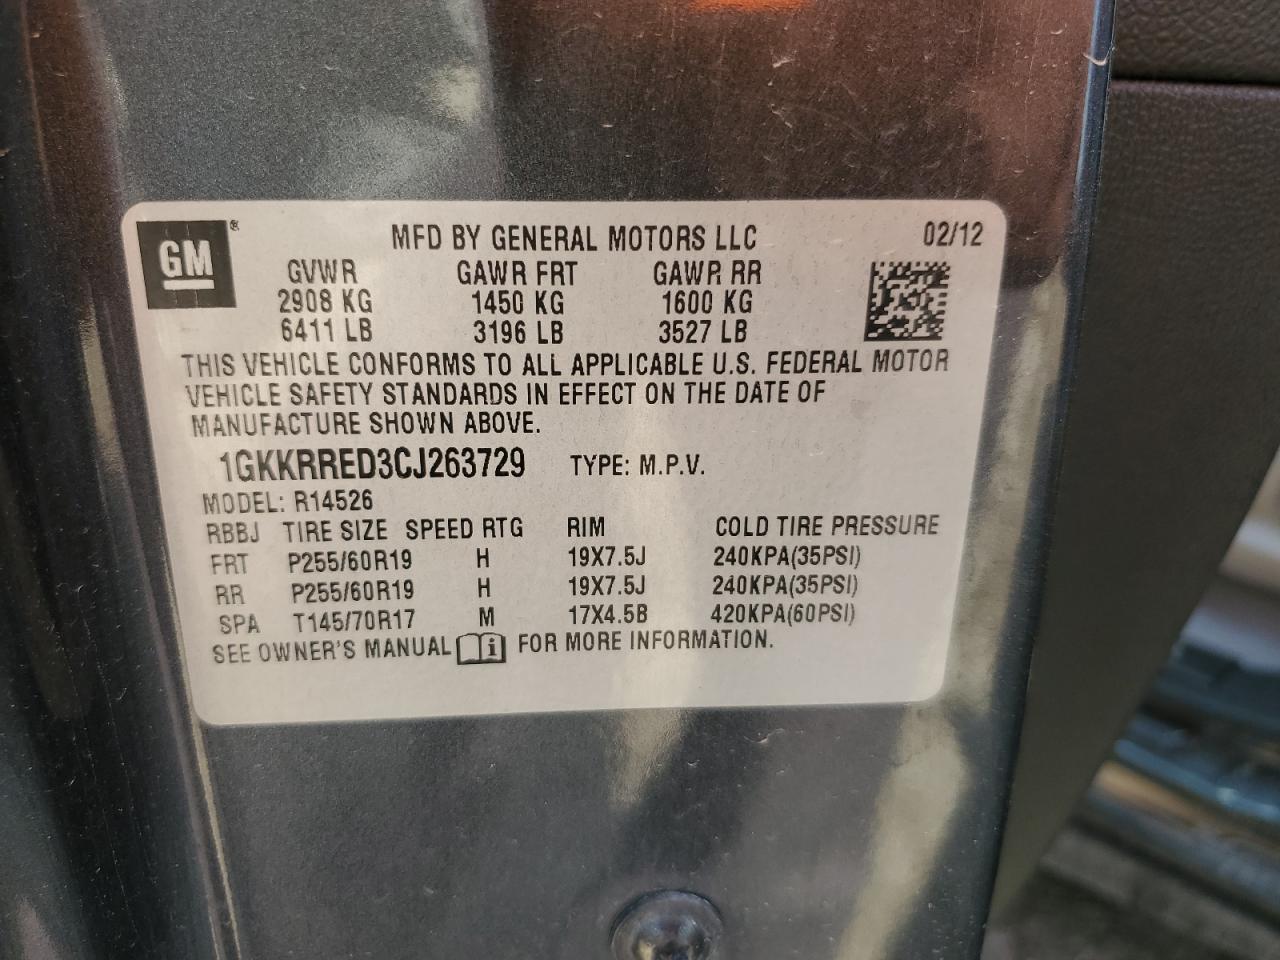 GM ® MFD BY GENERAL MOTORS LLC 02/12
GVWR GAWR FRT GAWR RR
2908 KG 1450 KG 1600 KG
6411 LB 3196 LB 3527 LB
THIS VEHICLE CONFORMS TO ALL APPLICABLE U.S. FEDERAL MOTOR
VEHICLE SAFETY STANDARDS IN EFFECT ON THE DATE OF
MANUFACTURE SHOWN ABOVE.
1GKKRRED3CJ263729 TYPE: M.P.V.
MODEL: R14526
RBBJ TIRE SIZE SPEED RTG RIM COLD TIRE PRESSURE
FRT P255/60R19 H 19X7.5J 240KPA(35PSI)
RR P255/60R19 H 19X7.5J 240KPA(35PSI)
SPA T145/70R17 M 17X4.5B 420KPA(60PSI)
SEE OWNER'S MANUAL i FOR MORE INFORMATION.